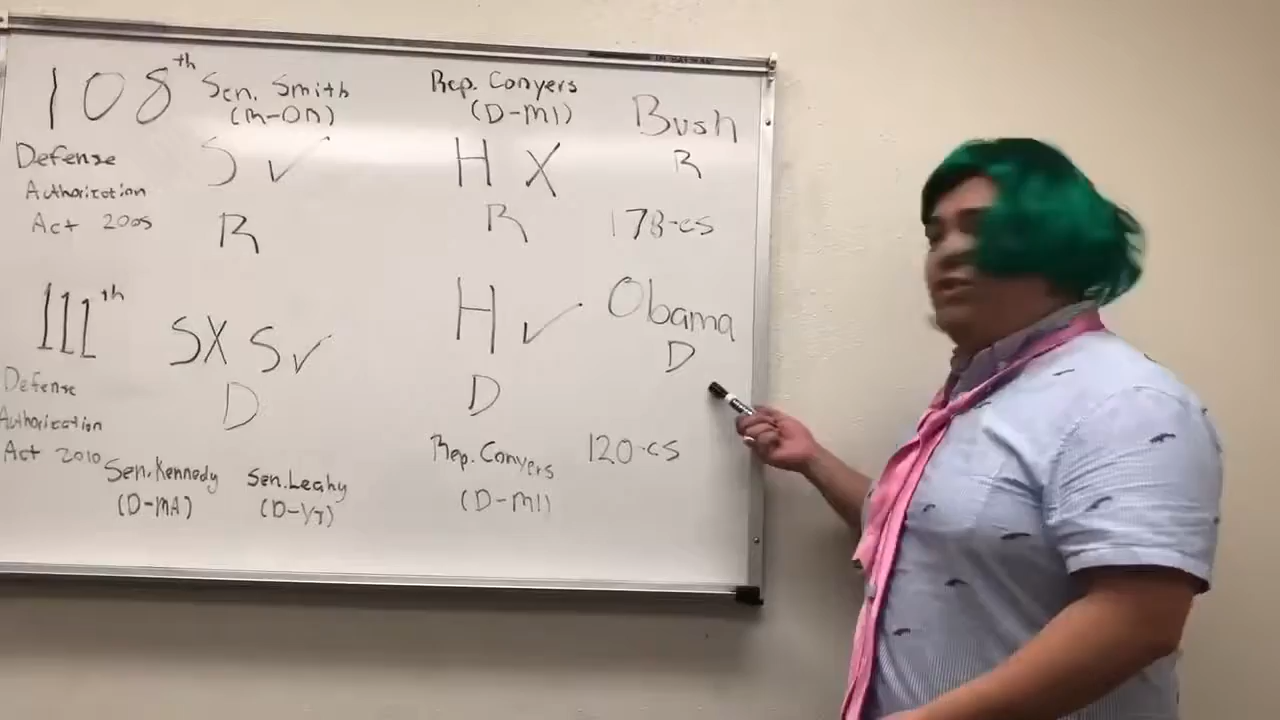 108th
Sen. Smith
(R-OR)
Rep. Conyers
(D-MI)
Bush
R
Defense
Authorization
Act 2005
S ✓
R
H X
R
178-cs
111th
SX S✓
D
H ✓
D
Obama
D
Defense
Authorization
Act 2010
Sen. Kennedy
(D-MA)
Sen. Leahy
(D-VT)
Rep. Conyers
(D-MI)
120-cs